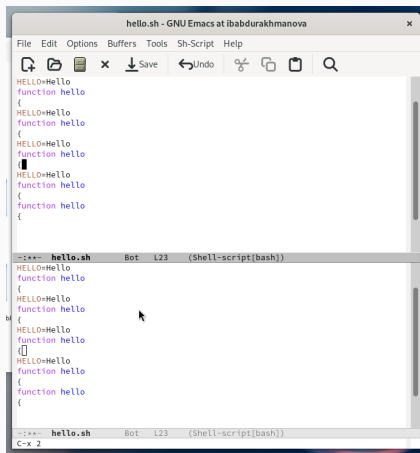 hello.sh - GNU Emacs at ibabdurakhmanova ×
File Edit Options Buffers Tools Sh-Script Help
Save Undo
HELLO=Hello
function hello
{
HELLO=Hello
function hello
{
HELLO=Hello
function hello
{
HELLO=Hello
function hello
{
function hello
{
-:**- hello.sh Bot L23 (Shell-script[bash])
HELLO=Hello
function hello
{
HELLO=Hello
function hello
{
HELLO=Hello
function hello
{
HELLO=Hello
function hello
{
function hello
{
-:**- hello.sh Bot L23 (Shell-script[bash])
C-x 2